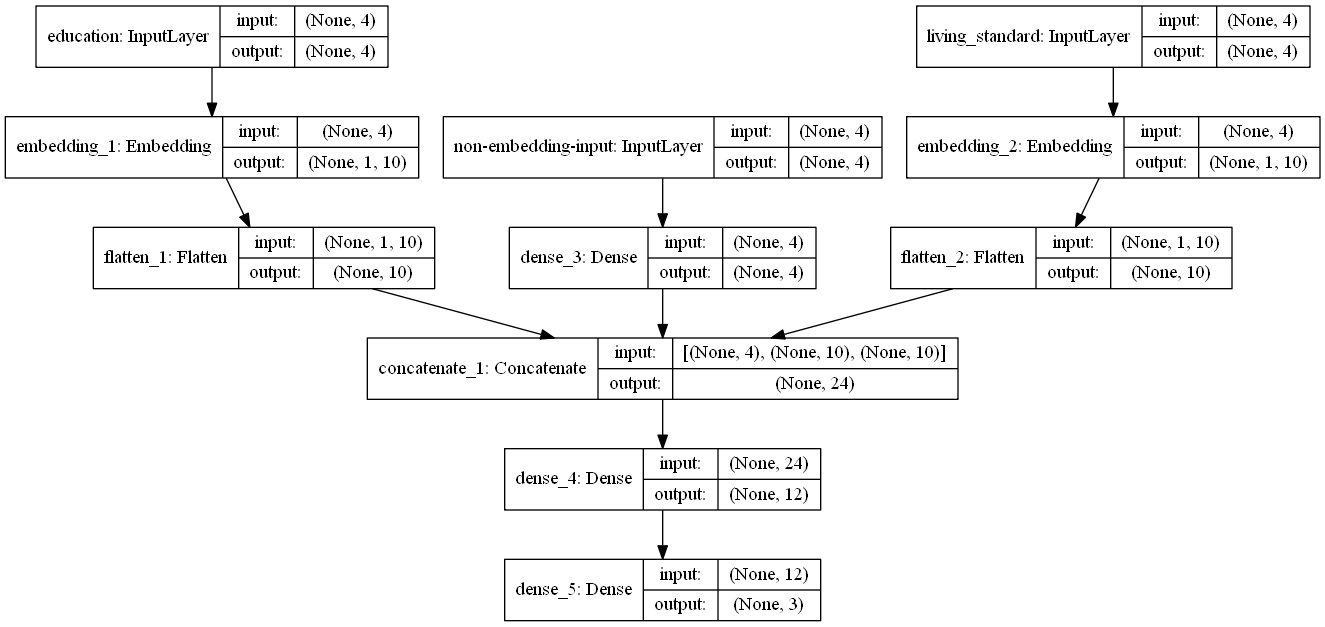 education: InputLayer
input: (None, 4)
output: (None, 4)
living_standard: InputLayer
input: (None, 4)
output: (None, 4)
embedding_1: Embedding
input: (None, 4)
output: (None, 1, 10)
non-embedding-input: InputLayer
input: (None, 4)
output: (None, 4)
embedding_2: Embedding
input: (None, 4)
output: (None, 1, 10)
flatten_1: Flatten
input: (None, 1, 10)
output: (None, 10)
dense_3: Dense
input: (None, 4)
output: (None, 4)
flatten_2: Flatten
input: (None, 1, 10)
output: (None, 10)
concatenate_1: Concatenate
input: [(None, 4), (None, 10), (None, 10)]
output: (None, 24)
dense_4: Dense
input: (None, 24)
output: (None, 12)
dense_5: Dense
input: (None, 12)
output: (None, 3)